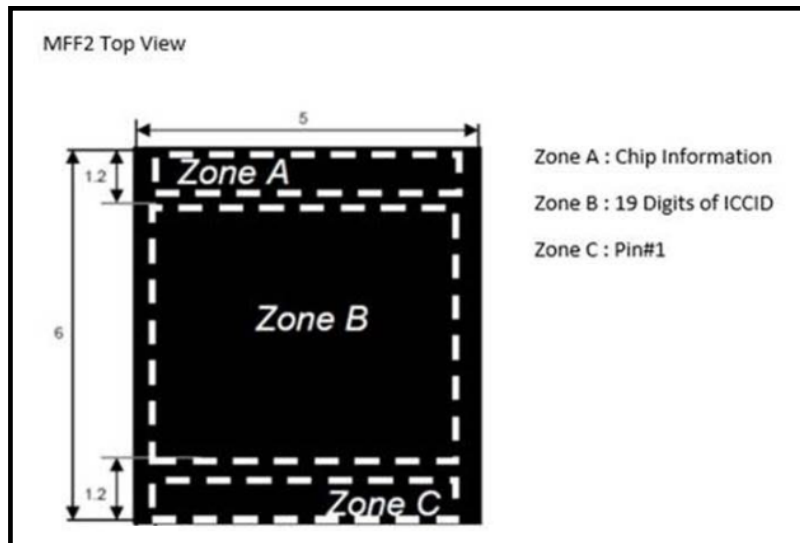 MFF2 Top View
5
1.2
Zone A
Zone A : Chip Information
Zone B : 19 Digits of ICCID
Zone C : Pin#1
6
Zone B
1.2
Zone C